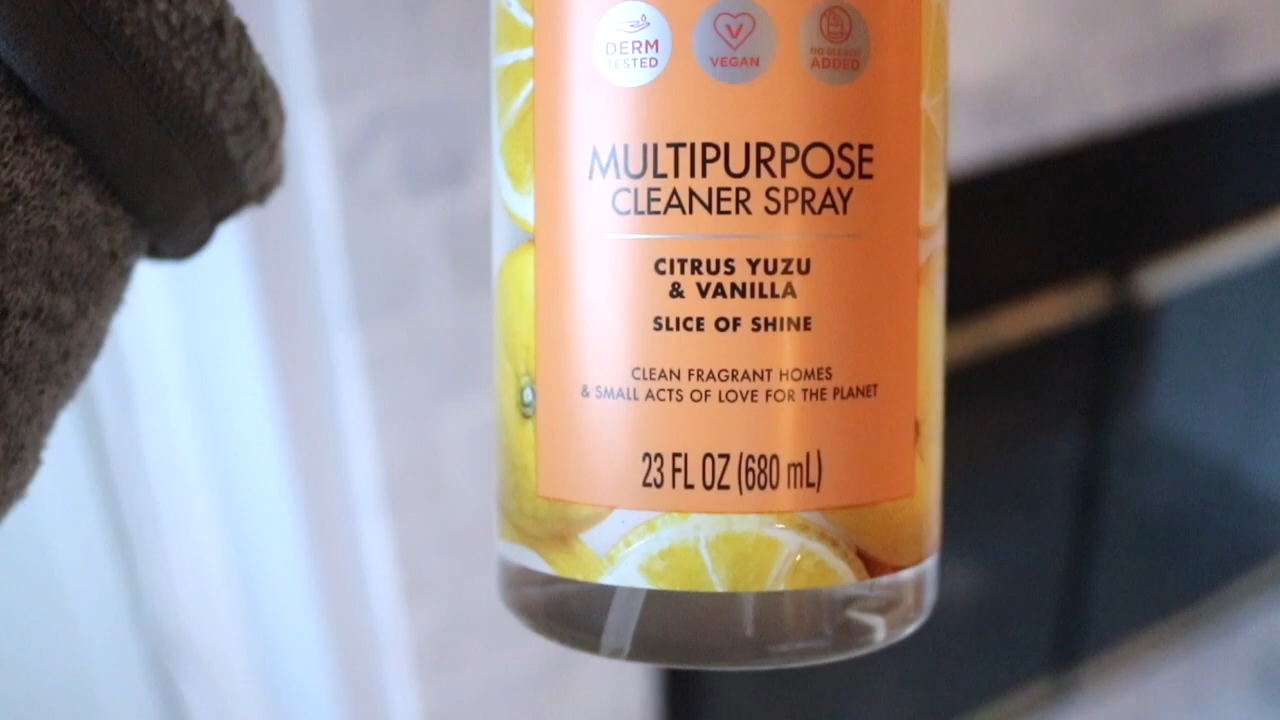 DERM
TESTED
VEGAN
NO BLEACH
ADDED
MULTIPURPOSE
CLEANER SPRAY
CITRUS YUZU
& VANILLA
SLICE OF SHINE
CLEAN FRAGRANT HOMES
& SMALL ACTS OF LOVE FOR THE PLANET
23 FL OZ (680 mL)